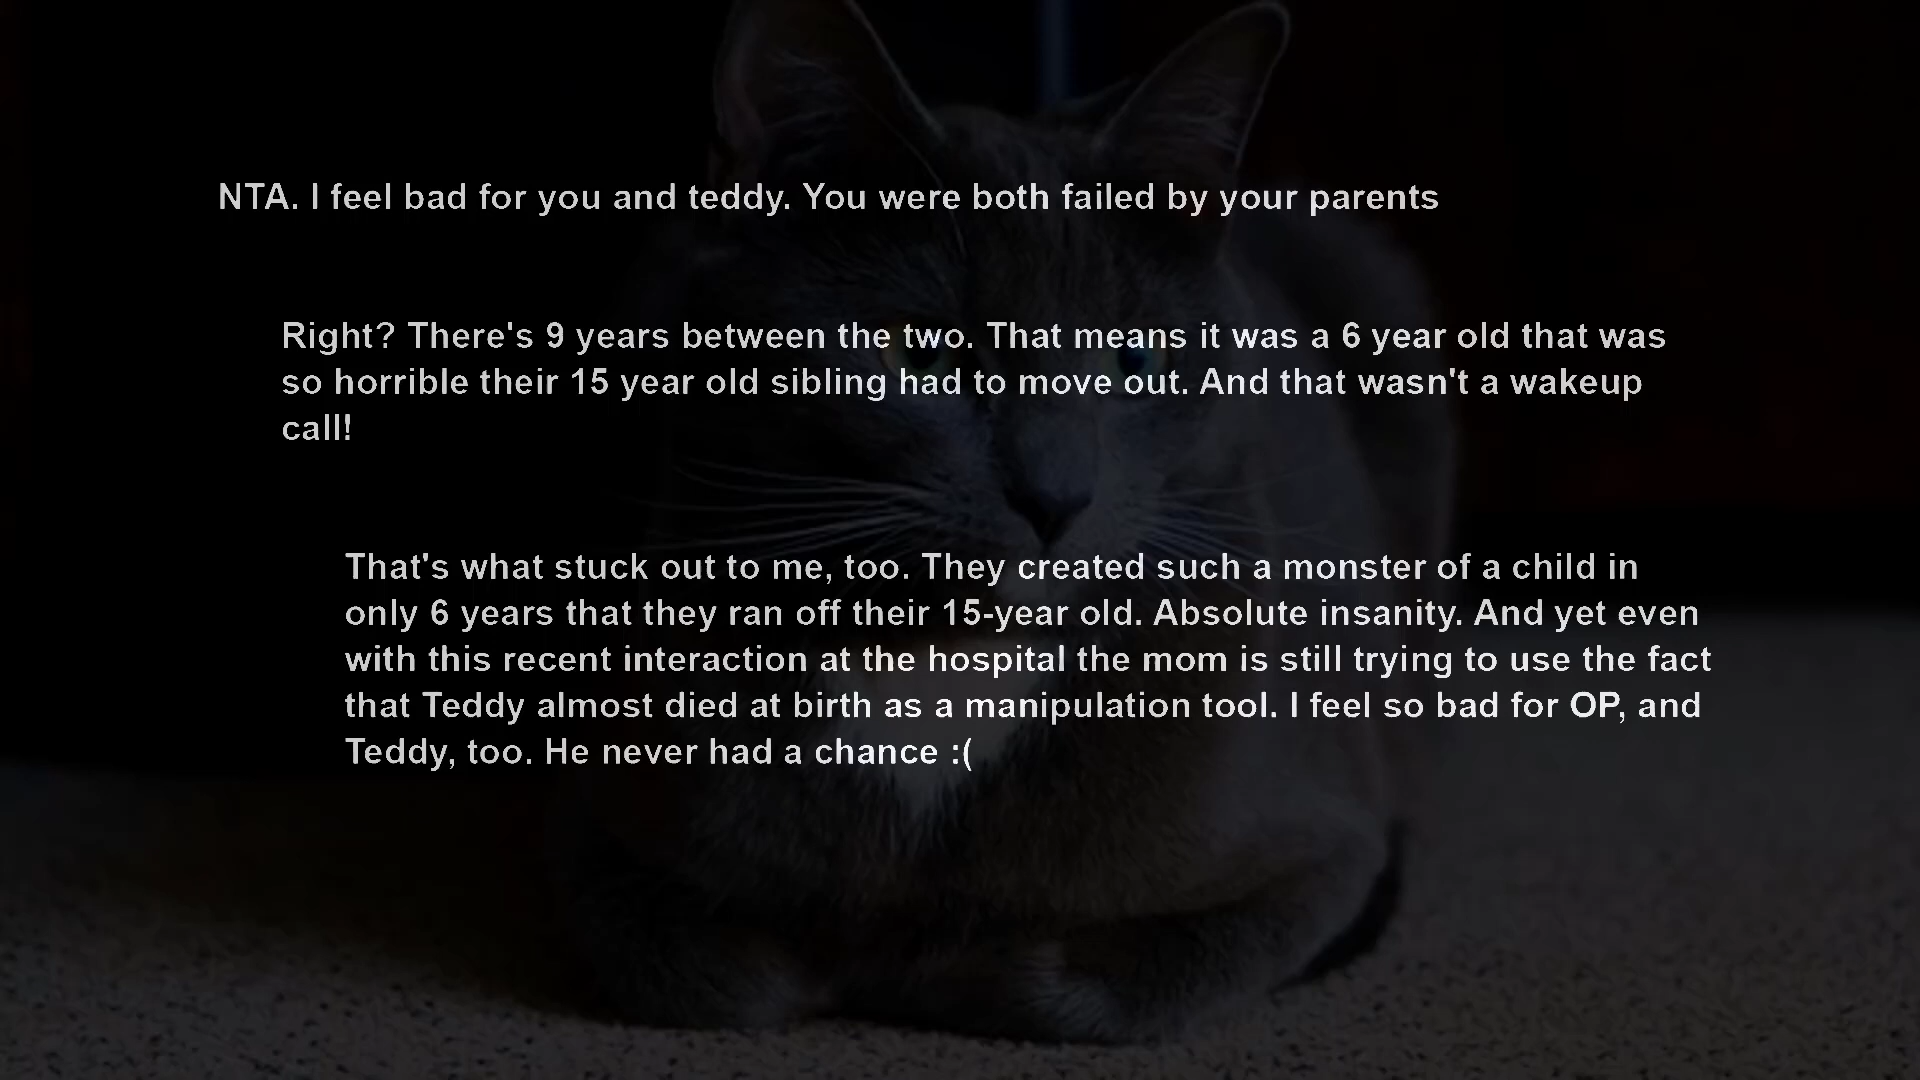 NTA. I feel bad for you and teddy. You were both failed by your parents
Right? There's 9 years between the two. That means it was a 6 year old that was
so horrible their 15 year old sibling had to move out. And that wasn't a wakeup
call!
That's what stuck out to me, too. They created such a monster of a child in
only 6 years that they ran off their 15-year old. Absolute insanity. And yet even
with this recent interaction at the hospital the mom is still trying to use the fact
that Teddy almost died at birth as a manipulation tool. I feel so bad for OP, and
Teddy, too. He never had a chance :(